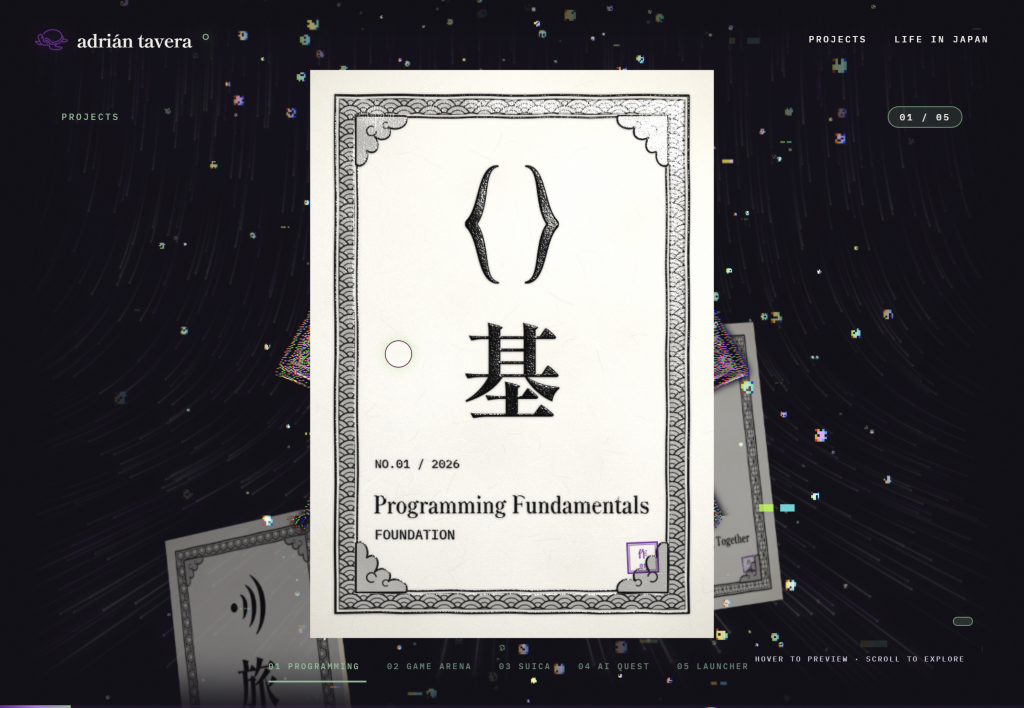 adrián tavera
PROJECTS
LIFE IN JAPAN
PROJECTS
01 / 05
基
NO.01 / 2026
Programming Fundamentals
FOUNDATION
Together
旅
01 PROGRAMMING
02 GAME ARENA
03 SUICA
04 AI QUEST
05 LAUNCHER
HOVER TO PREVIEW · SCROLL TO EXPLORE